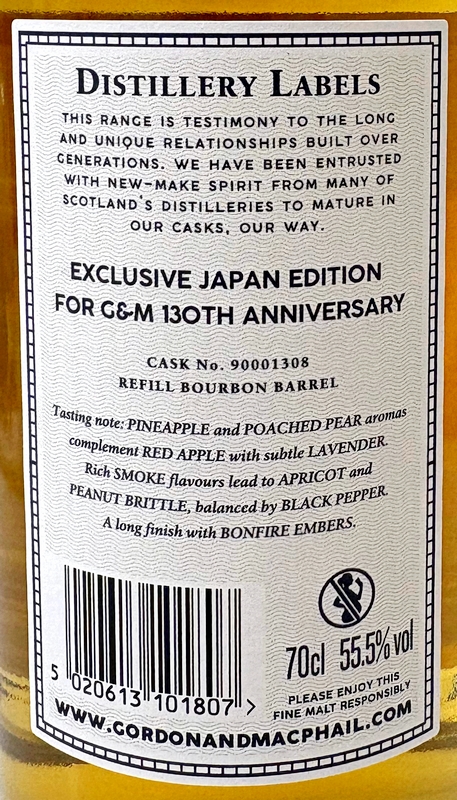 DISTILLERY LABELS
THIS RANGE IS TESTIMONY TO THE LONG
AND UNIQUE RELATIONSHIPS BUILT OVER
GENERATIONS. WE HAVE BEEN ENTRUSTED
WITH NEW-MAKE SPIRIT FROM MANY OF
SCOTLAND'S DISTILLERIES TO MATURE IN
OUR CASKS, OUR WAY.
EXCLUSIVE JAPAN EDITION
FOR G&M 130TH ANNIVERSARY
CASK No. 90001308
REFILL BOURBON BARREL
Tasting note: PINEAPPLE and POACHED PEAR aromas
complement RED APPLE with subtle LAVENDER.
Rich SMOKE flavours lead to APRICOT and
PEANUT BRITTLE, balanced by BLACK PEPPER.
A long finish with BONFIRE EMBERS.
5 020613 101807 >
70cl 55.5% vol
PLEASE ENJOY THIS
FINE MALT RESPONSIBLY
WWW.GORDONANDMACPHAIL.COM